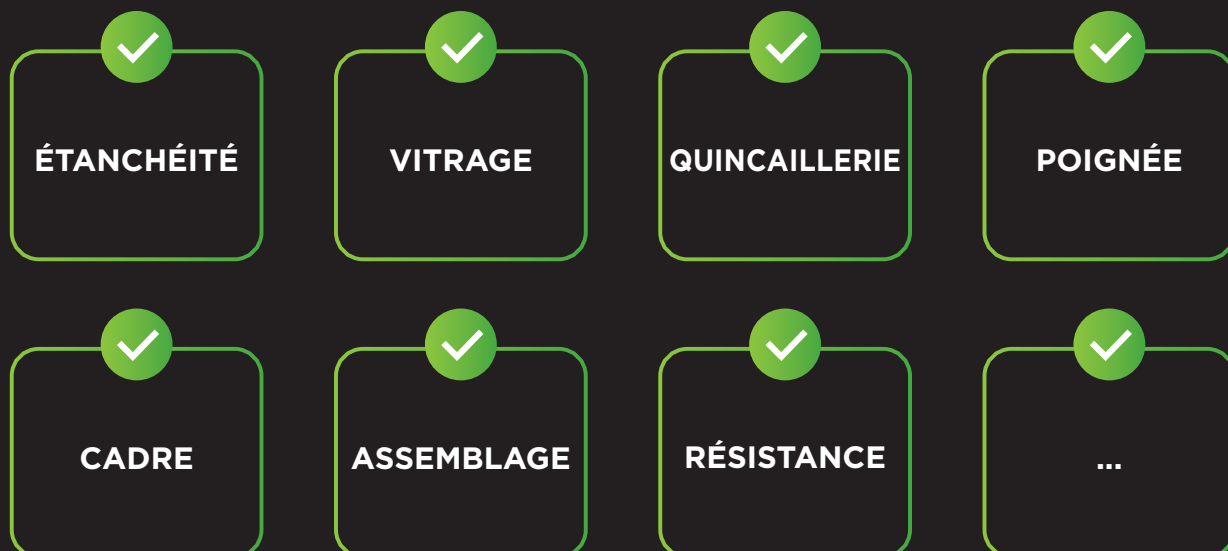 ÉTANCHÉITÉ
VITRAGE
QUINCAILLERIE
POIGNÉE
CADRE
ASSEMBLAGE
RÉSISTANCE
...